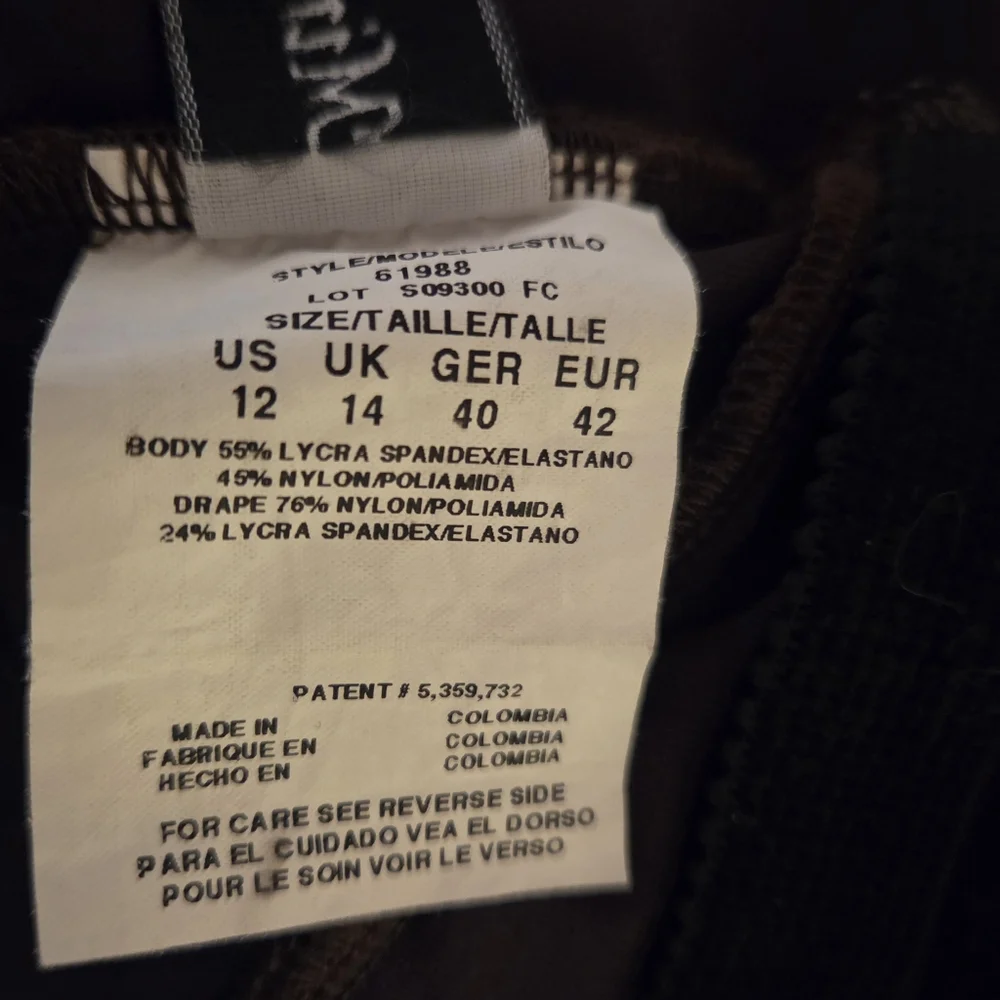 STYLE/MODELE/ESTILO
61988
LOT S09300 FC
SIZE/TAILLE/TALLE
US UK GER EUR
12 14 40 42
BODY 55% LYCRA SPANDEX/ELASTANO
45% NYLON/POLIAMIDA
DRAPE 76% NYLON/POLIAMIDA
24% LYCRA SPANDEX/ELASTANO
PATENT # 5,359,732
MADE IN COLOMBIA
FABRIQUE EN COLOMBIA
HECHO EN COLOMBIA
FOR CARE SEE REVERSE SIDE
PARA EL CUIDADO VEA EL DORSO
POUR LE SOIN VOIR LE VERSO